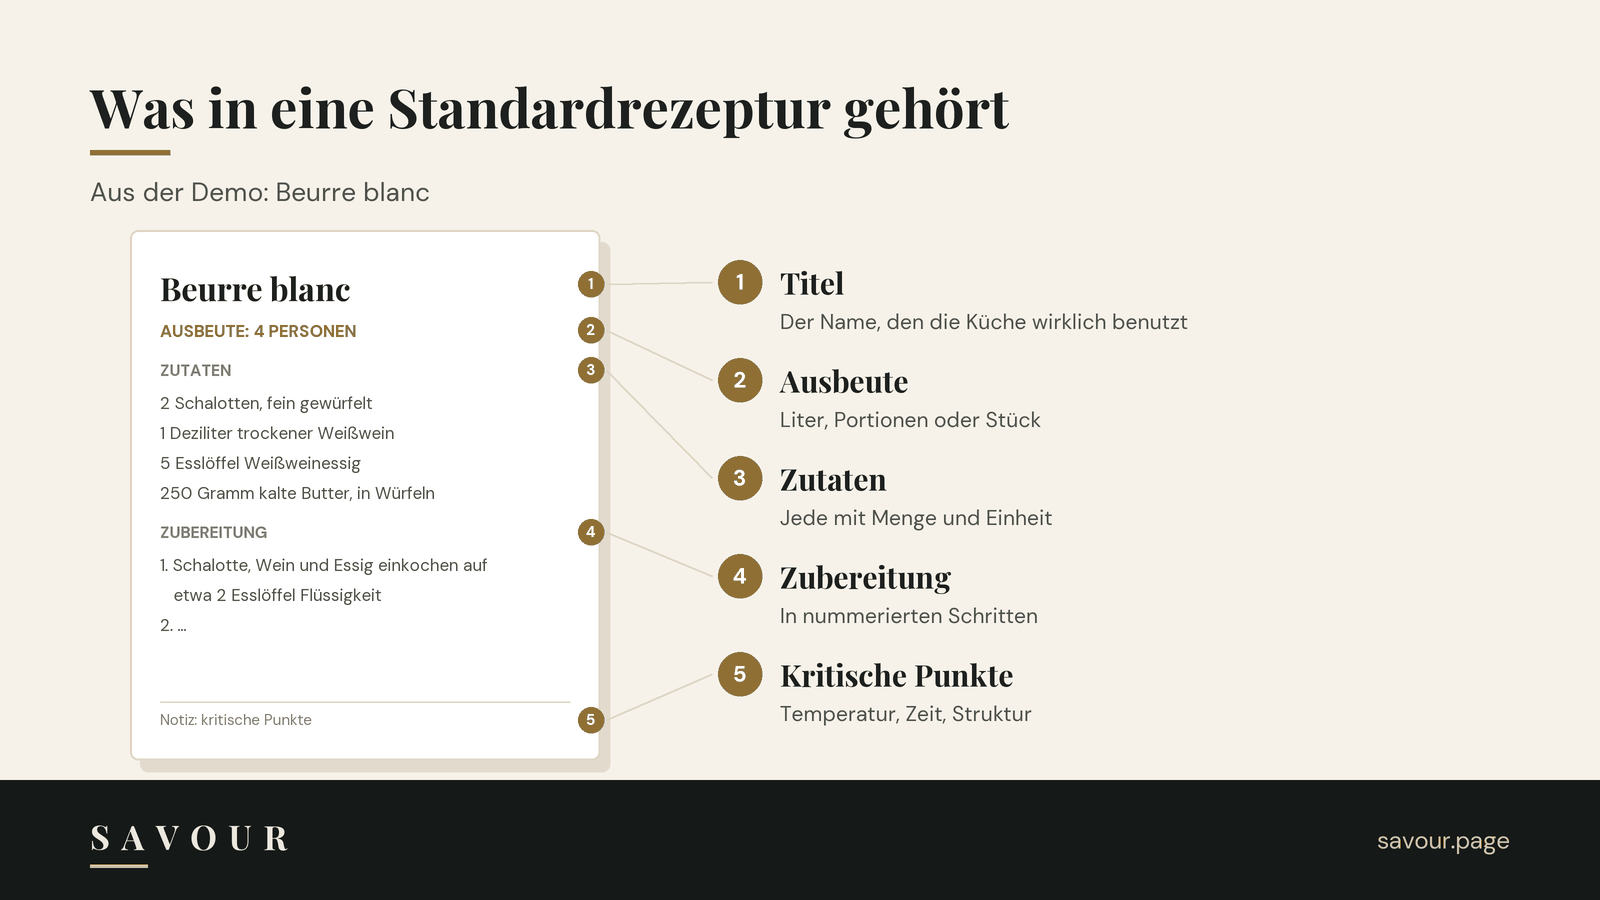 Was in eine Standardrezeptur gehört
Aus der Demo: Beurre blanc
Beurre blanc
1
AUSBEUTE: 4 PERSONEN
2
ZUTATEN
3
2 Schalotten, fein gewürfelt
1 Deziliter trockener Weißwein
5 Esslöffel Weißweinessig
250 Gramm kalte Butter, in Würfeln
ZUBEREITUNG
4
1. Schalotte, Wein und Essig einkochen auf
etwa 2 Esslöffel Flüssigkeit
2. ...
Notiz: kritische Punkte
5
1
Titel
Der Name, den die Küche wirklich benutzt
2
Ausbeute
Liter, Portionen oder Stück
3
Zutaten
Jede mit Menge und Einheit
4
Zubereitung
In nummerierten Schritten
5
Kritische Punkte
Temperatur, Zeit, Struktur
SAVOUR
savour.page